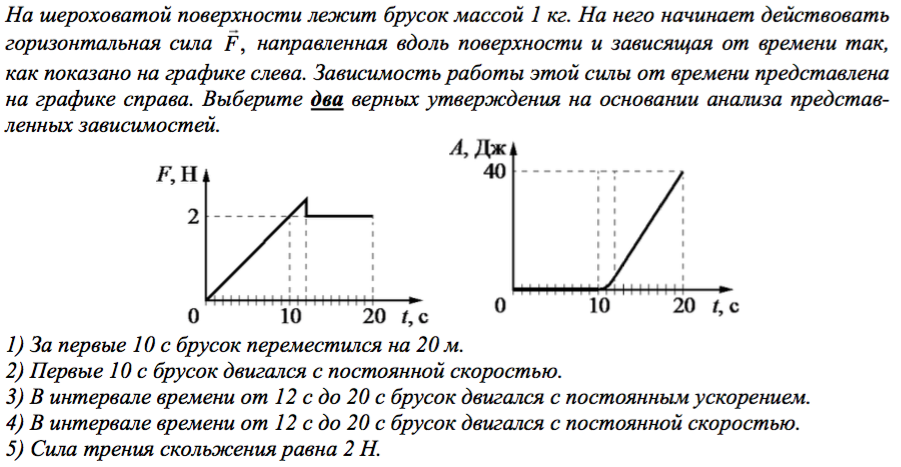 На шероховатой поверхности лежит брусок массой 1 кг. На него начинает действовать
горизонтальная сила F⃗, направленная вдоль поверхности и зависящая от времени так,
как показано на графике слева. Зависимость работы этой силы от времени представлена
на графике справа. Выберите два верных утверждения на основании анализа представ-
ленных зависимостей.
F, Н
2
0 10 20 t, с
A, Дж
40
0 10 20 t, с
1) За первые 10 с брусок переместился на 20 м.
2) Первые 10 с брусок двигался с постоянной скоростью.
3) В интервале времени от 12 с до 20 с брусок двигался с постоянным ускорением.
4) В интервале времени от 12 с до 20 с брусок двигался с постоянной скоростью.
5) Сила трения скольжения равна 2 Н.